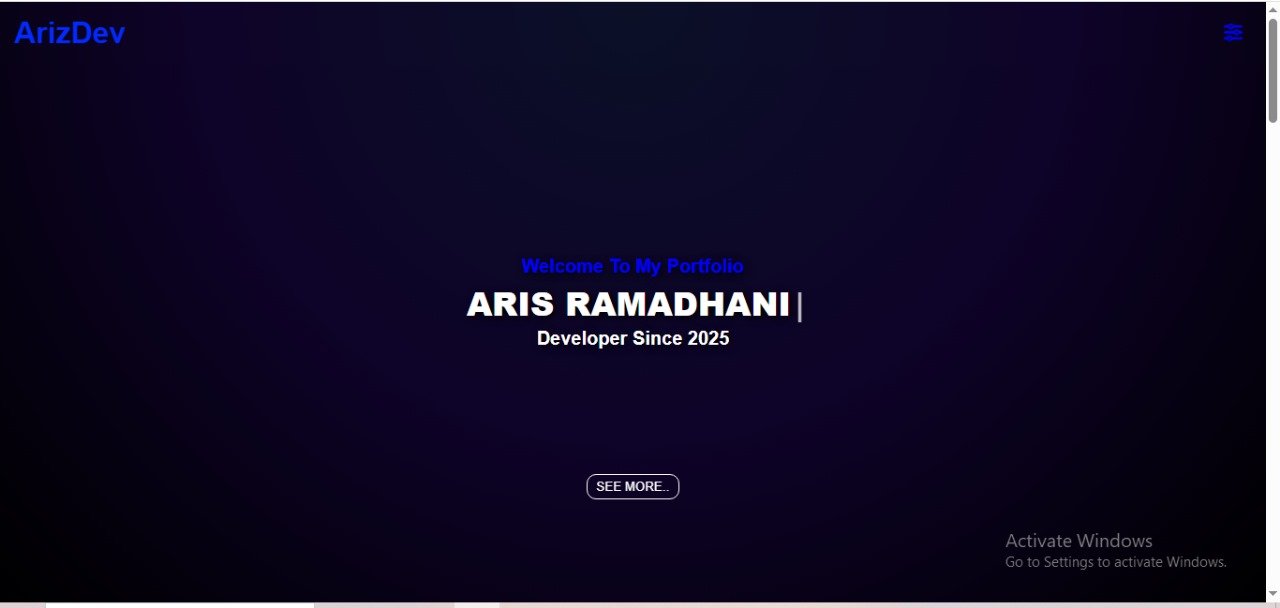 ArizDev
Welcome To My Portfolio
ARIS RAMADHANI|
Developer Since 2025
SEE MORE..
Activate Windows
Go to Settings to activate Windows.